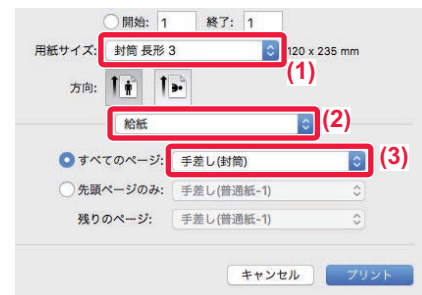 開始: 1 終了: 1
用紙サイズ: 封筒 長形 3 120 x 235 mm
(1)
方向:
給紙 (2)
すべてのページ: 手差し(封筒) (3)
先頭ページのみ: 手差し(普通紙-1)
残りのページ: 手差し(普通紙-1)
キャンセル プリント